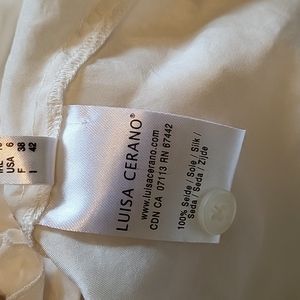 LUISA CERANO®
www.luisacerano.com
CDN CA 07113 RN 67442
100% Seide / Soie / Silk /
Seda / Seda / Zijde
USA 6
F 38
I 42